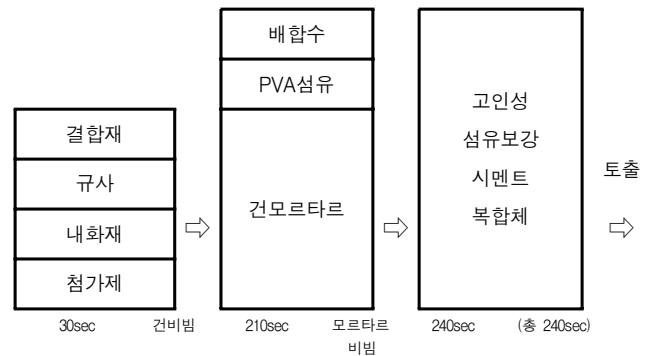 결합재
규사
내화재
첨가제
30sec 건비빔
배합수
PVA섬유
건모르타르
210sec 모르타르
비빔
고인성
섬유보강
시멘트
복합체
240sec (총 240sec)
토출